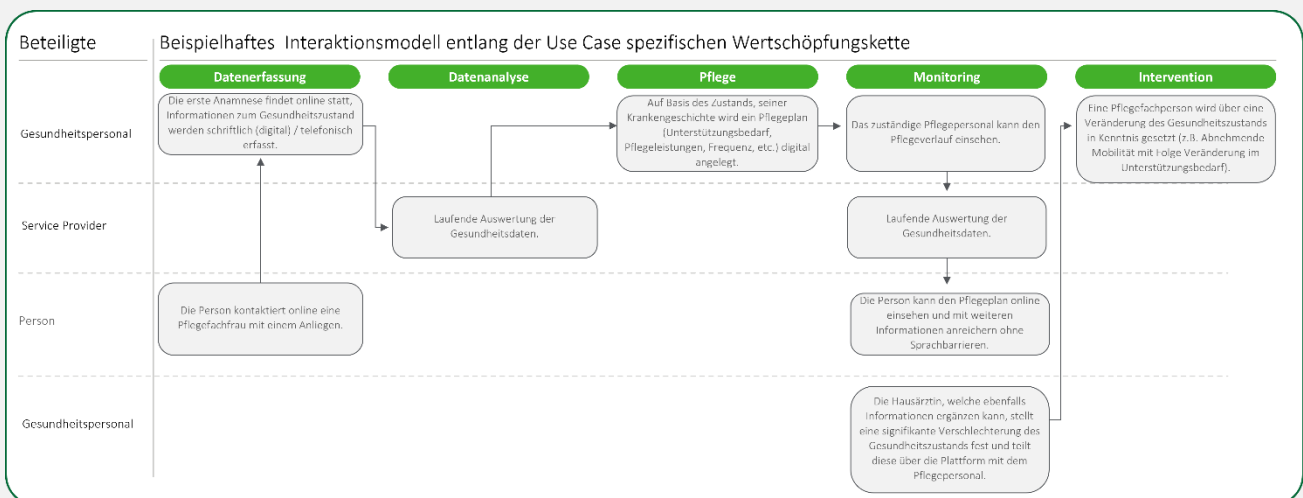 Beteiligte
Beispielhaftes Interaktionsmodell entlang der Use Case spezifischen Wertschöpfungskette
Datenerfassung
Datenanalyse
Pflege
Monitoring
Intervention
Gesundheitspersonal
Die erste Anamnese findet online statt,
Informationen zum Gesundheitszustand
werden schriftlich (digital) / telefonisch
erfasst.
Auf Basis des Zustands, seiner
Krankengeschichte wird ein Pflegeplan
(Unterstützungsbedarf,
Pflegeleistungen, Frequenz, etc.) digital
angelegt.
Das zuständige Pflegepersonal kann den
Pflegeverlauf einsehen.
Eine Pflegefachperson wird über eine
Veränderung des Gesundheitszustands
in Kenntnis gesetzt (z.B. Abnehmende
Mobilität mit Folge Veränderung im
Unterstützungsbedarf).
Service Provider
Laufende Auswertung der
Gesundheitsdaten.
Laufende Auswertung der
Gesundheitsdaten.
Person
Die Person kontaktiert online eine
Pflegefachfrau mit einem Anliegen.
Die Person kann den Pflegeplan online
einsehen und mit weiteren
Informationen anreichern ohne
Sprachbarrieren.
Gesundheitspersonal
Die Hausärztin, welche ebenfalls
Informationen ergänzen kann, stellt
eine signifikante Verschlechterung des
Gesundheitszustands fest und teilt
diese über die Plattform mit dem
Pflegepersonal.